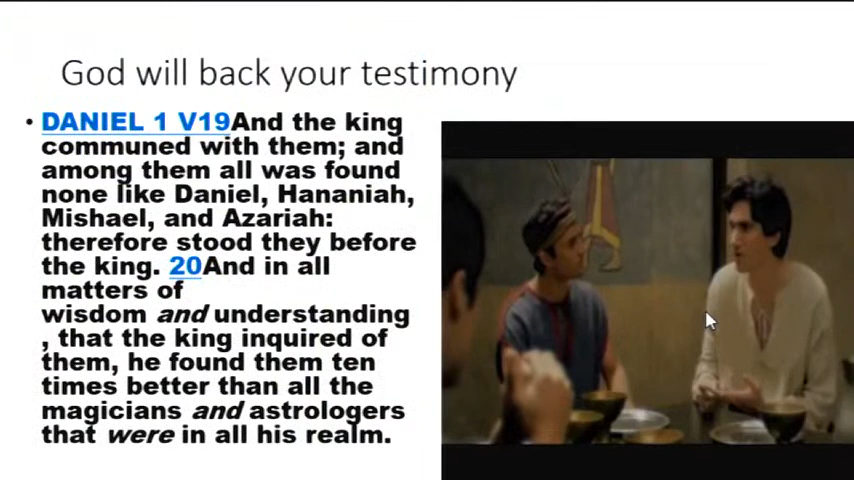 God will back your testimony
• DANIEL 1 V19And the king
communed with them; and
among them all was found
none like Daniel, Hananiah,
Mishael, and Azariah:
therefore stood they before
the king. 20And in all
matters of
wisdom and understanding
, that the king inquired of
them, he found them ten
times better than all the
magicians and astrologers
that were in all his realm.